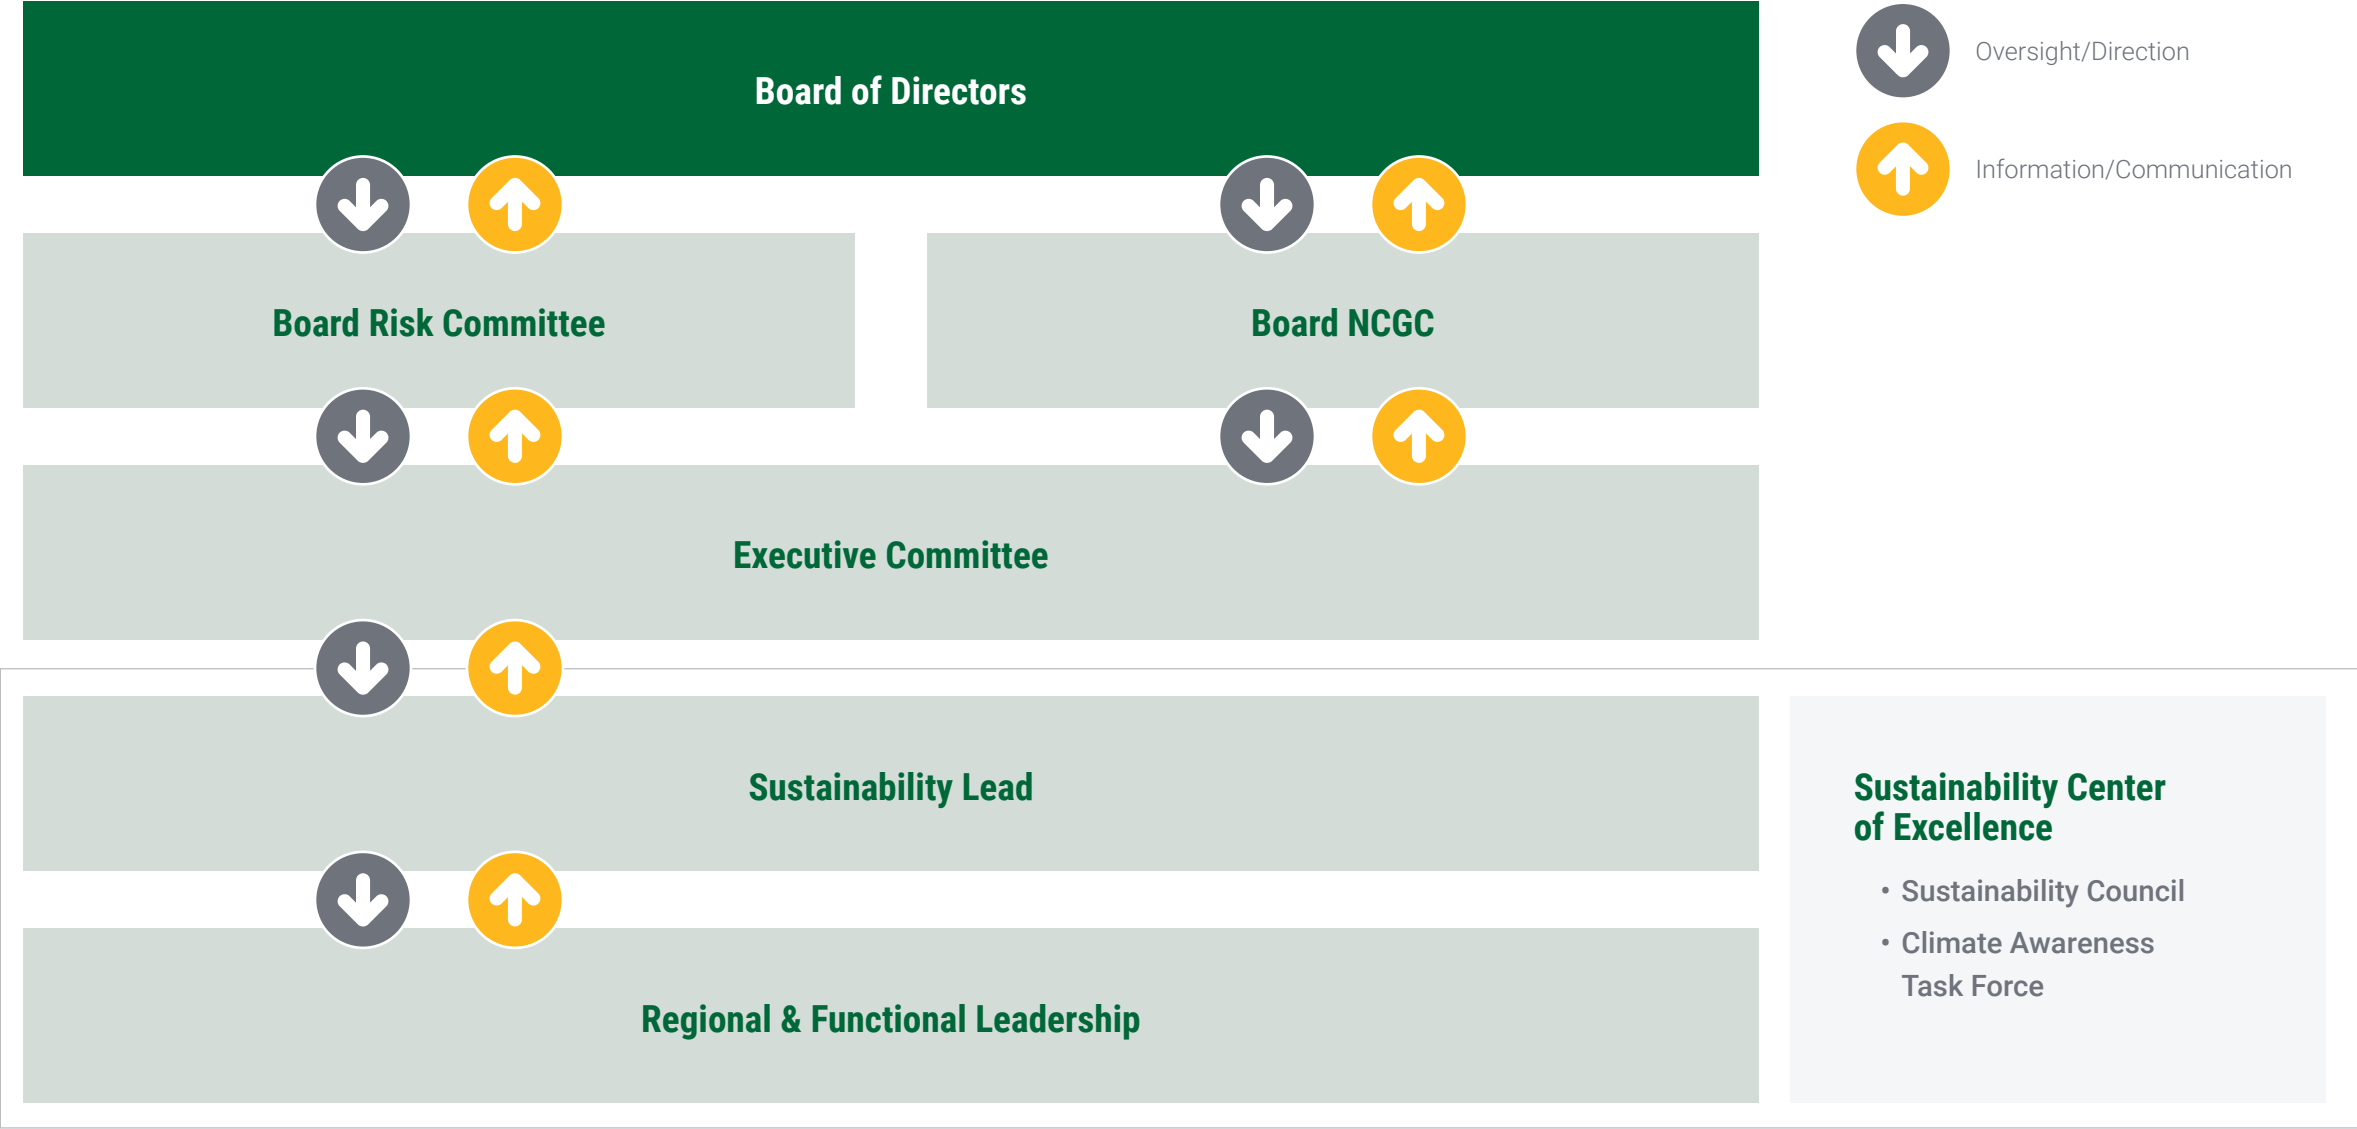 Board of Directors
Oversight/Direction
Information/Communication
Board Risk Committee
Board NCGC
Executive Committee
Sustainability Lead
Regional & Functional Leadership
Sustainability Center
of Excellence
• Sustainability Council
• Climate Awareness
Task Force